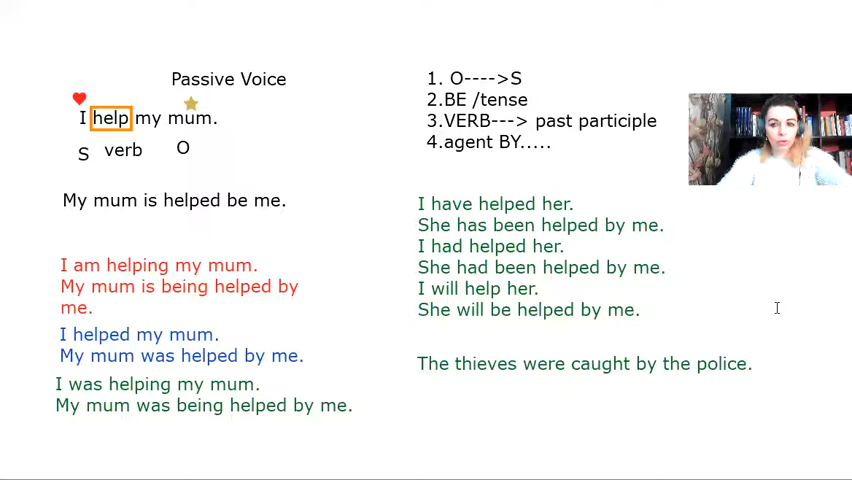 Passive Voice
I help my mum.
S verb O
My mum is helped be me.
I am helping my mum.
My mum is being helped by
me.
I helped my mum.
My mum was helped by me.
I was helping my mum.
My mum was being helped by me.
1. O---->S
2.BE /tense
3.VERB---> past participle
4.agent BY.....
I have helped her.
She has been helped by me.
I had helped her.
She had been helped by me.
I will help her.
She will be helped by me.
The thieves were caught by the police.